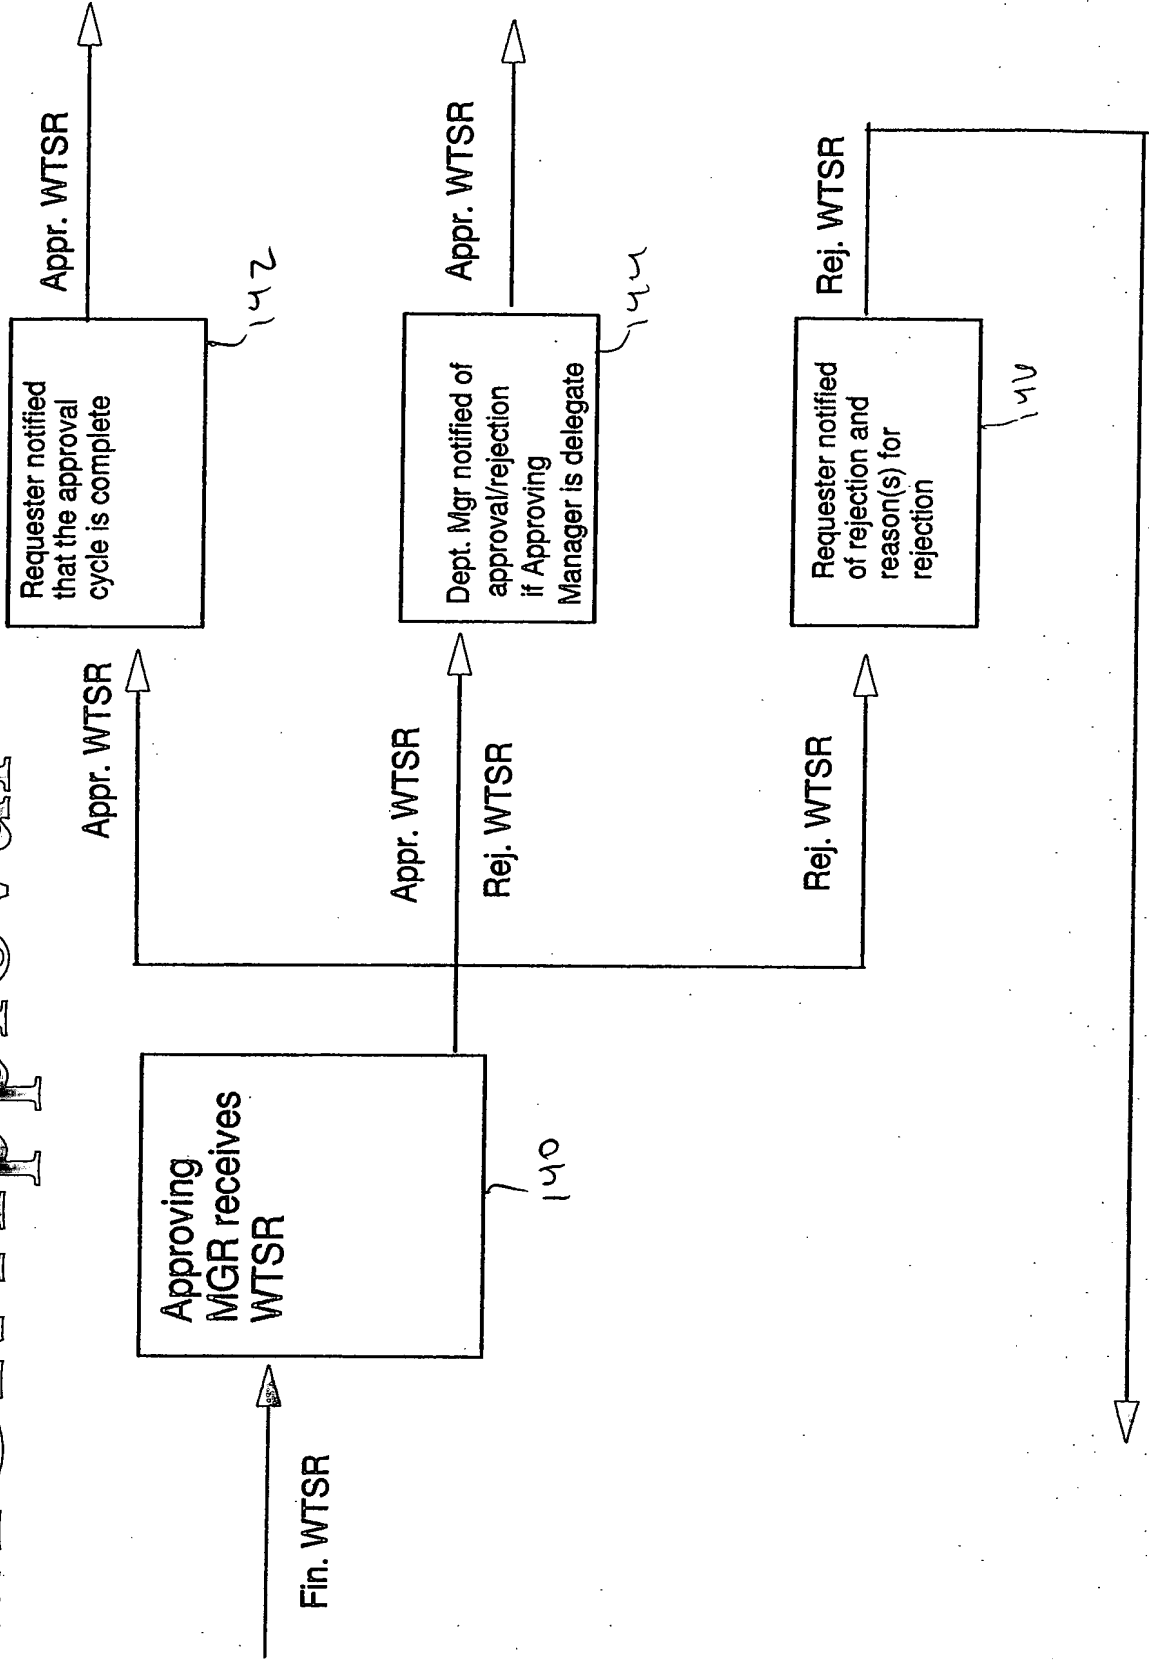 Fin. WTSR
Approving
MGR receives
WTSR
140
Appr. WTSR
Appr. WTSR
Rej. WTSR
Rej. WTSR
Requester notified
that the approval
cycle is complete
142
Appr. WTSR
Dept. Mgr notified of
approval/rejection
if Approving
Manager is delegate
144
Appr. WTSR
Requester notified
of rejection and
reason(s) for
rejection
146
Rej. WTSR